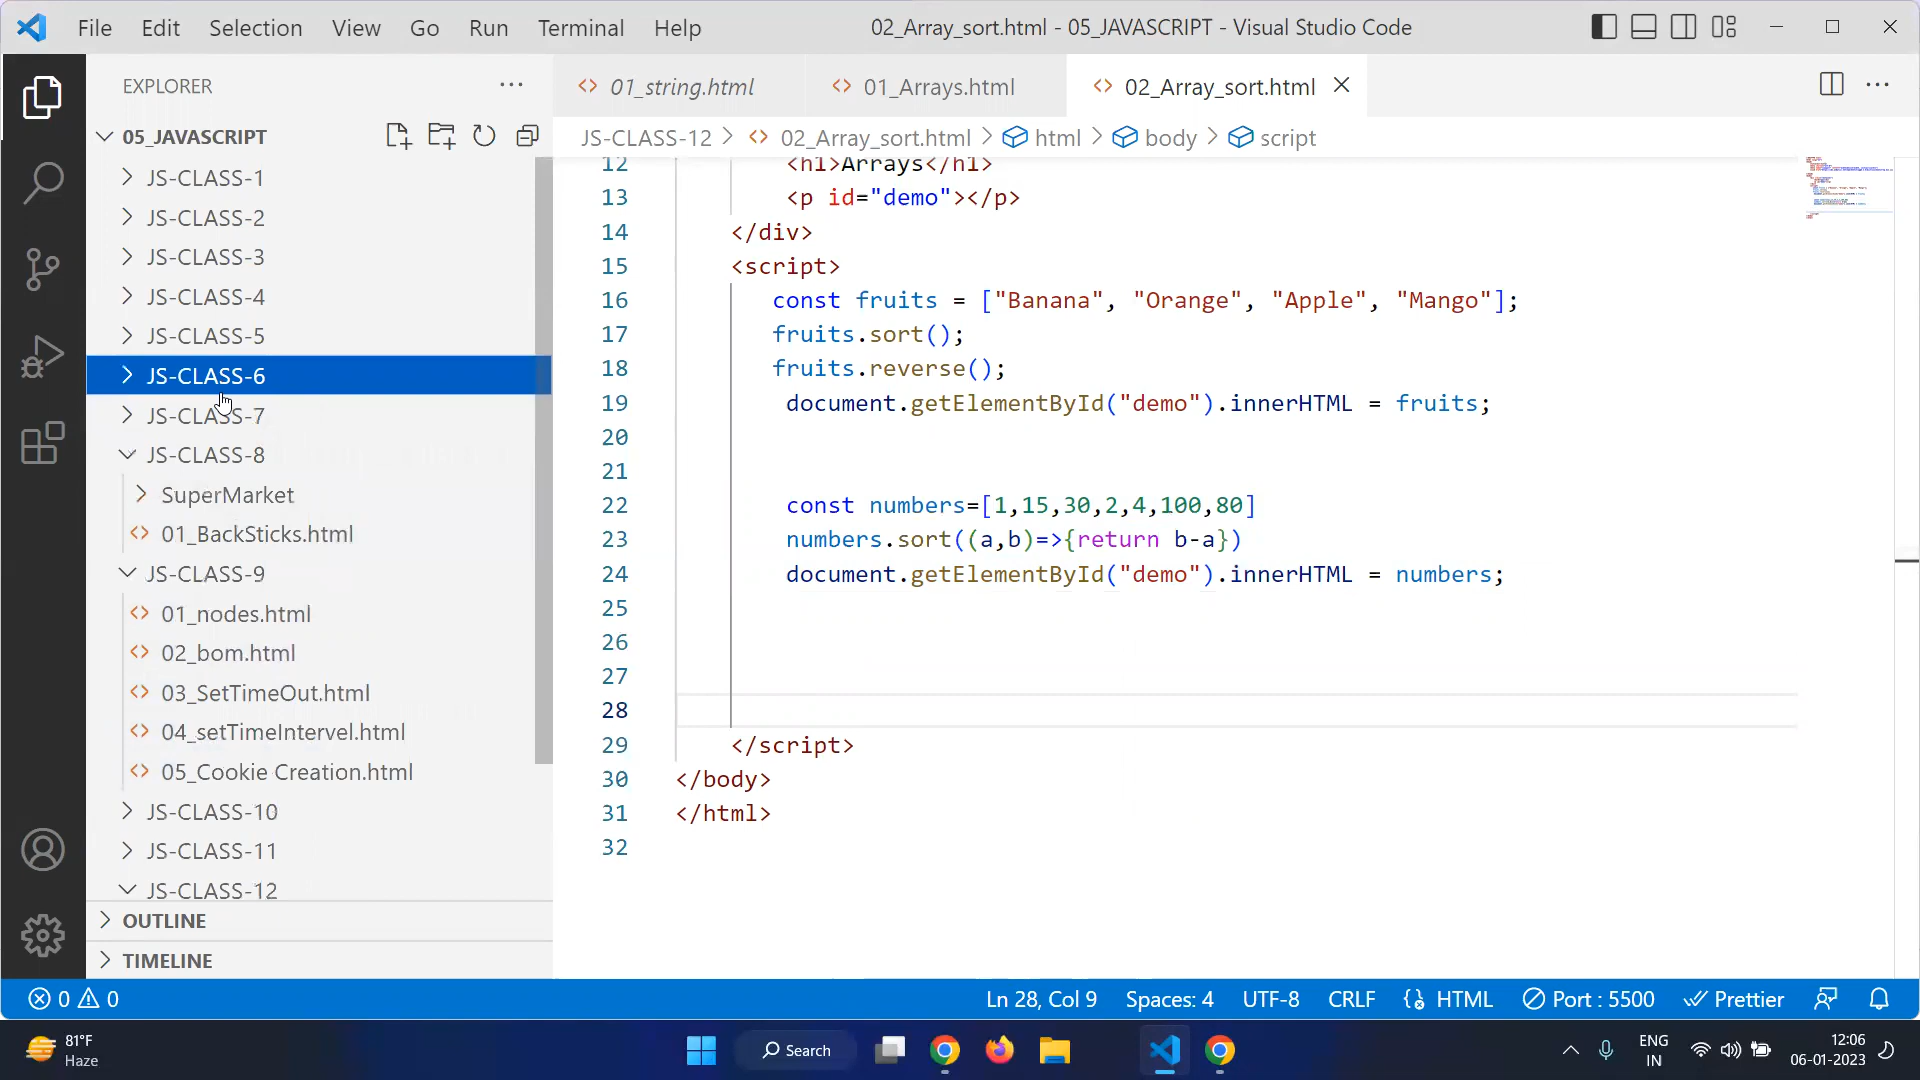 File Edit Selection View Go Run Terminal Help 02_Array_sort.html - 05_JAVASCRIPT - Visual Studio Code
EXPLORER
05_JAVASCRIPT
JS-CLASS-1
JS-CLASS-2
JS-CLASS-3
JS-CLASS-4
JS-CLASS-5
JS-CLASS-6
JS-CLASS-7
JS-CLASS-8
SuperMarket
01_BackSticks.html
JS-CLASS-9
01_nodes.html
02_bom.html
03_SetTimeOut.html
04_setTimeIntervel.html
05_Cookie Creation.html
JS-CLASS-10
JS-CLASS-11
JS-CLASS-12
OUTLINE
TIMELINE
01_string.html 01_Arrays.html 02_Array_sort.html
JS-CLASS-12 > 02_Array_sort.html > html > body > script
12 <h1>Arrays</h1>
13 <p id="demo"></p>
14 </div>
15 <script>
16 const fruits = ["Banana", "Orange", "Apple", "Mango"];
17 fruits.sort();
18 fruits.reverse();
19 document.getElementById("demo").innerHTML = fruits;
20
21
22 const numbers=[1,15,30,2,4,100,80]
23 numbers.sort((a,b)=>{return b-a})
24 document.getElementById("demo").innerHTML = numbers;
25
26
27
28
29 </script>
30 </body>
31 </html>
32
0 0 Ln 28, Col 9 Spaces: 4 UTF-8 CRLF HTML Port : 5500 Prettier
81°F
Haze
Search
ENG
IN
12:06
06-01-2023